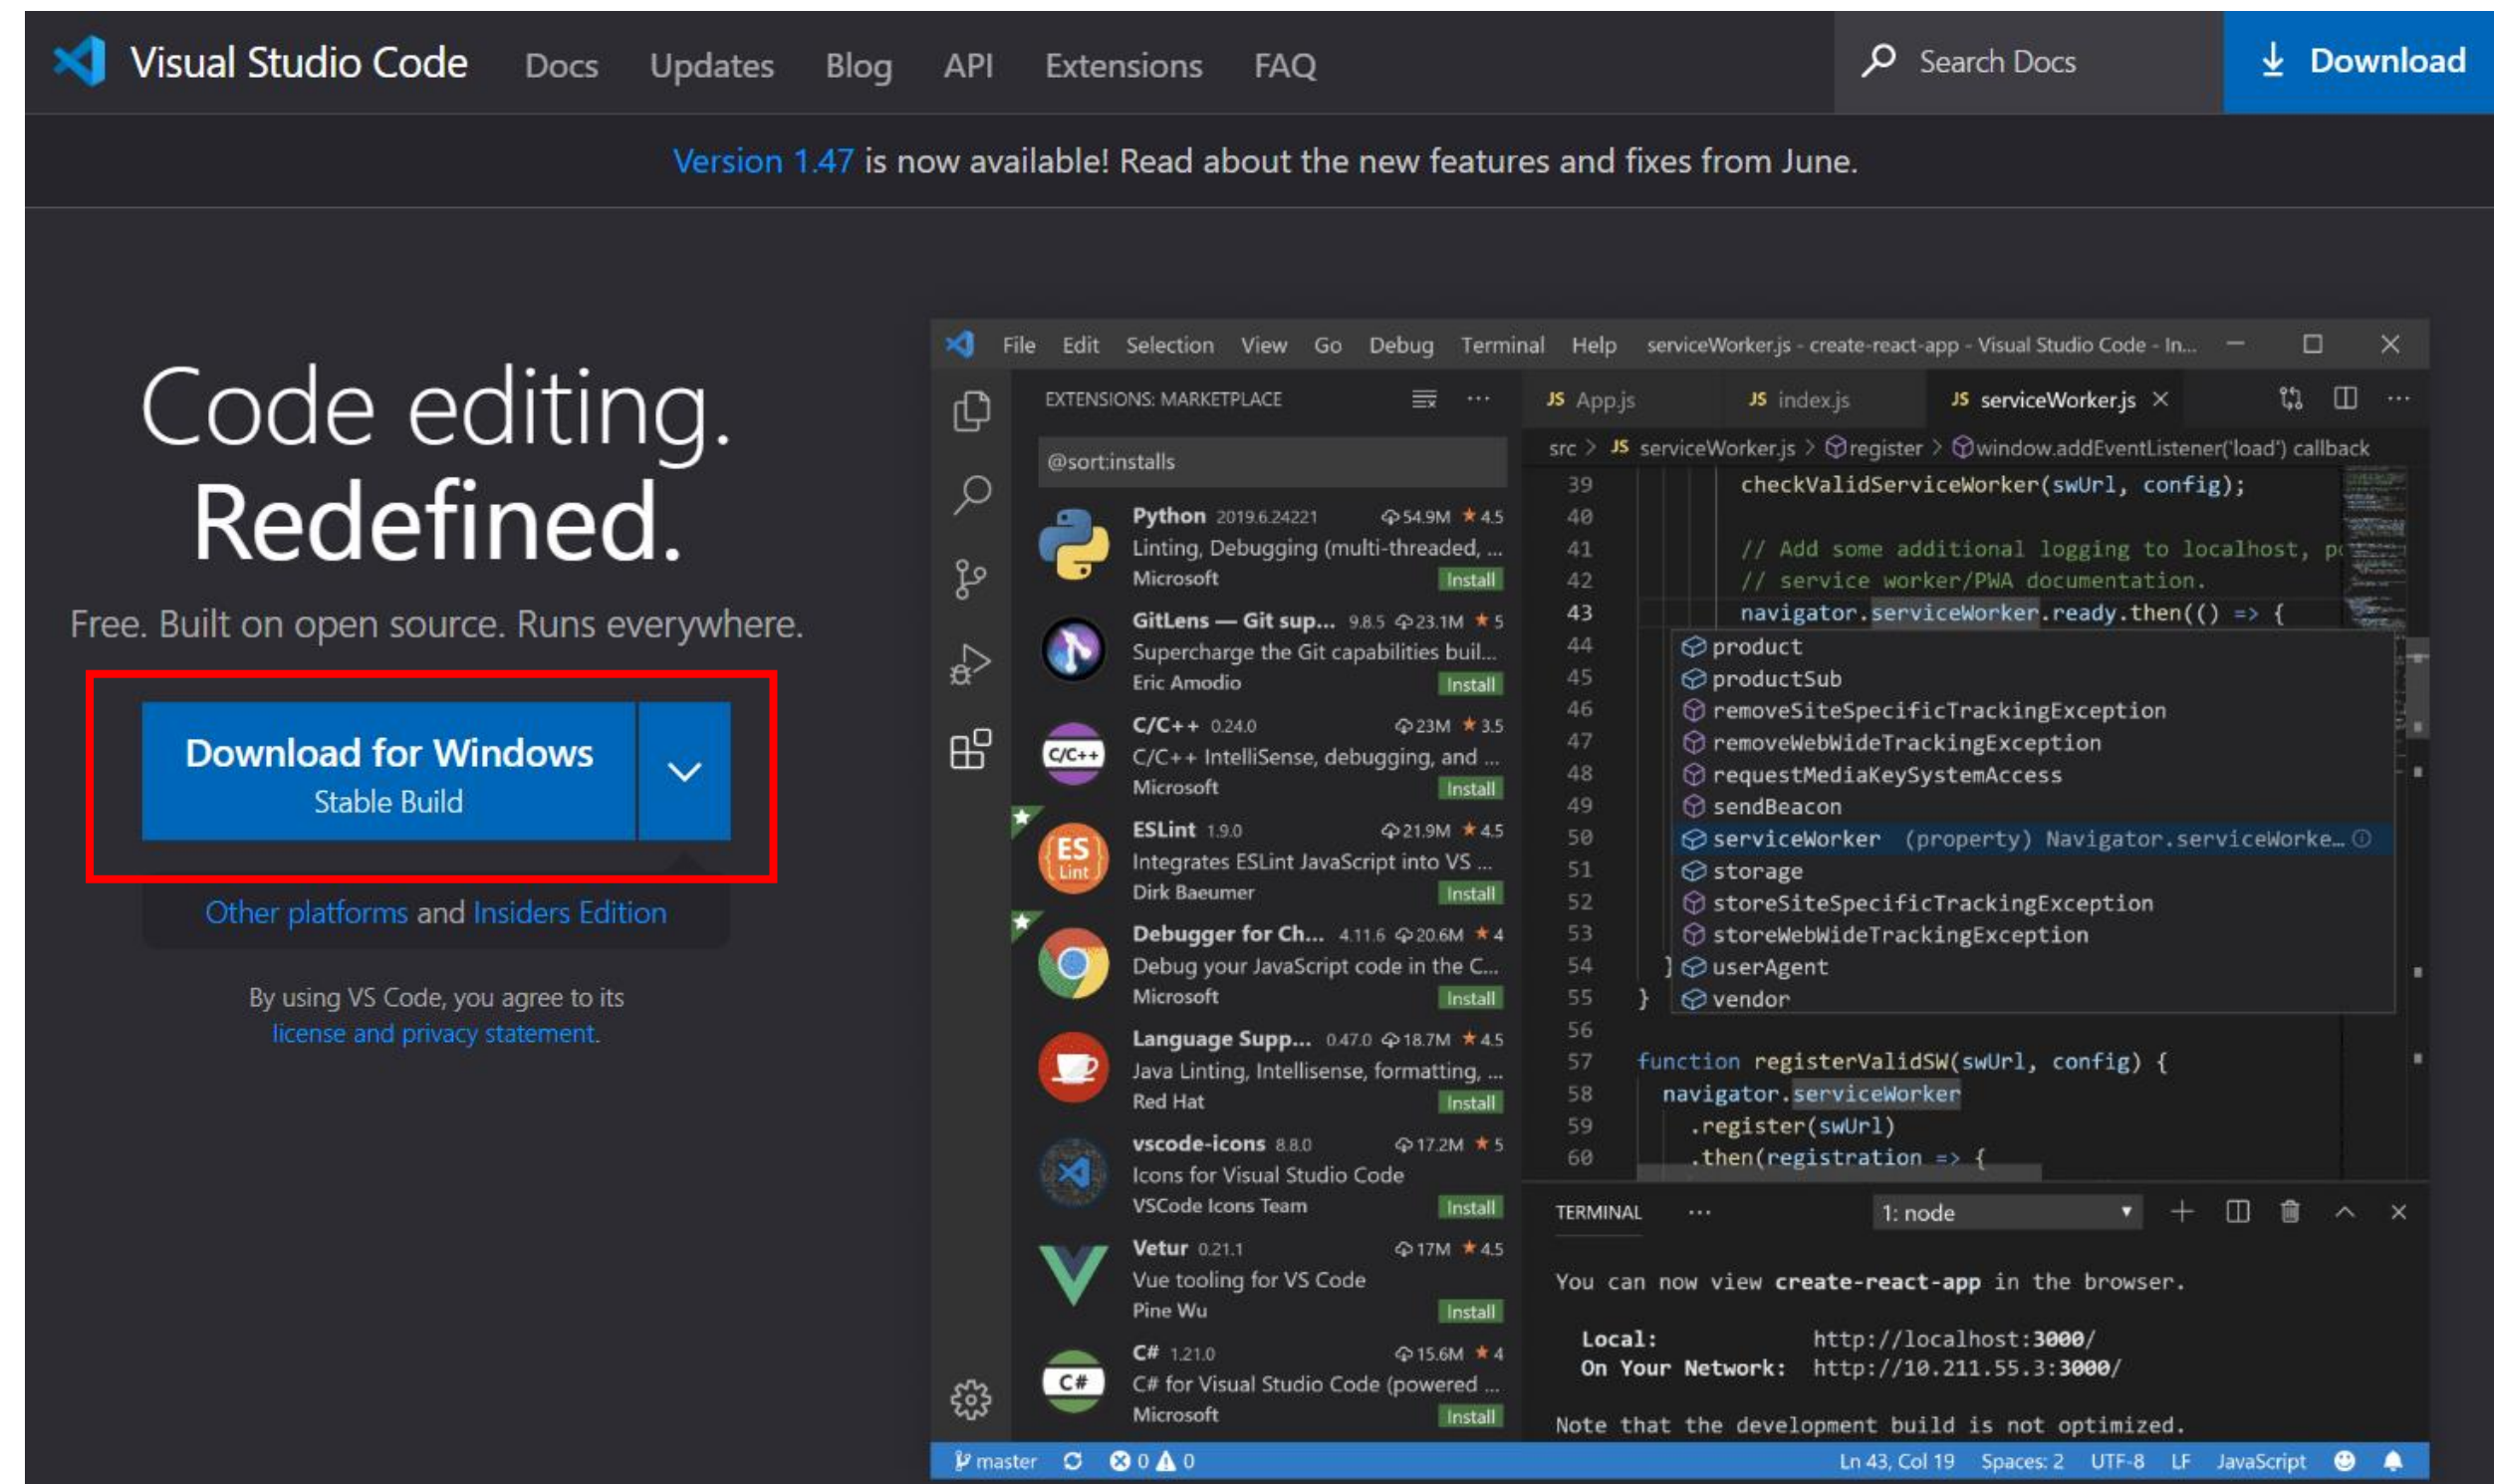 Visual Studio Code Docs Updates Blog API Extensions FAQ Search Docs Download
Version 1.47 is now available! Read about the new features and fixes from June.
Code editing.
Redefined.
Free. Built on open source. Runs everywhere.
Download for Windows
Stable Build
Other platforms and Insiders Edition
By using VS Code, you agree to its
license and privacy statement.
File Edit Selection View Go Debug Terminal Help serviceWorker.js - create-react-app - Visual Studio Code - In...
EXTENSIONS: MARKETPLACE
@sort:installs
Python 2019.6.24221 54.9M 4.5
Linting, Debugging (multi-threaded, ...
Microsoft Install
GitLens — Git sup... 9.8.5 23.1M 5
Supercharge the Git capabilities buil...
Eric Amodio Install
C/C++
C/C++ 0.24.0 23M 3.5
C/C++ IntelliSense, debugging, and ...
Microsoft Install
ES
Lint
ESLint 1.9.0 21.9M 4.5
Integrates ESLint JavaScript into VS ...
Dirk Baeumer Install
Debugger for Ch... 4.11.6 20.6M 4
Debug your JavaScript code in the C...
Microsoft Install
Language Supp... 0.47.0 18.7M 4.5
Java Linting, Intellisense, formatting, ...
Red Hat Install
vscode-icons 8.8.0 17.2M 5
Icons for Visual Studio Code
VSCode Icons Team Install
Vetur 0.21.1 17M 4.5
Vue tooling for VS Code
Pine Wu Install
C#
C# 1.21.0 15.6M 4
C# for Visual Studio Code (powered ...
Microsoft Install
JS App.js JS index.js JS serviceWorker.js
src > JS serviceWorker.js > register > window.addEventListener('load') callback
39 checkValidServiceWorker(swUrl, config);
40
41 // Add some additional logging to localhost,
42 // service worker/PWA documentation.
43 navigator.serviceWorker.ready.then(() => {
44 product
45 productSub
46 removeSiteSpecificTrackingException
47 removeWebWideTrackingException
48 requestMediaKeySystemAccess
49 sendBeacon
50 serviceWorker (property) Navigator.serviceWorke...
51 storage
52 storeSiteSpecificTrackingException
53 storeWebWideTrackingException
54 } userAgent
55 } vendor
56
57 function registerValidSW(swUrl, config) {
58 navigator.serviceWorker
59 .register(swUrl)
60 .then(registration => {
TERMINAL ... 1: node
You can now view create-react-app in the browser.
Local: http://localhost:3000/
On Your Network: http://10.211.55.3:3000/
Note that the development build is not optimized.
master 0 0 Ln 43, Col 19 Spaces: 2 UTF-8 LF JavaScript